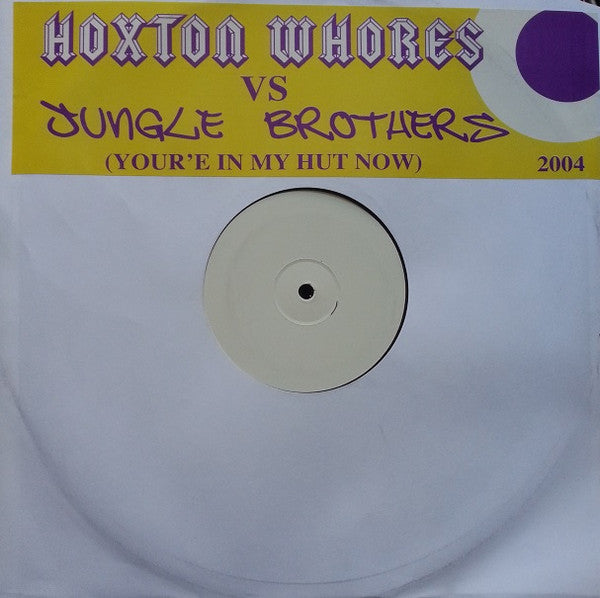 HOXTON WHORES
VS
JUNGLE BROTHERS
(YOUR'E IN MY HUT NOW)
2004